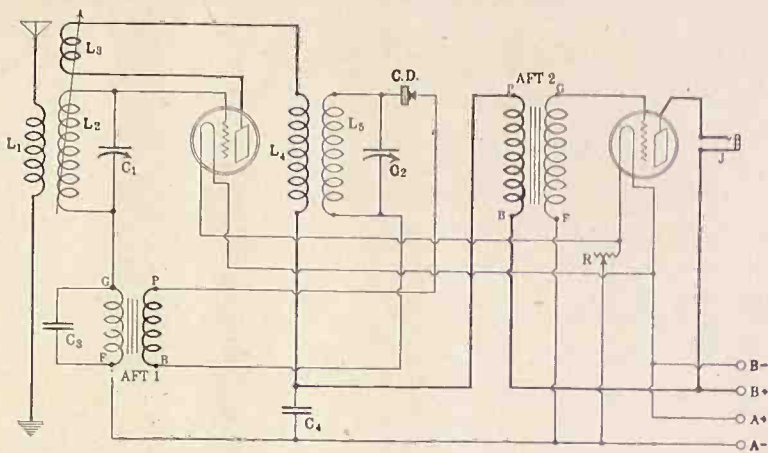 L3
C.D.
AFT 2
P
G
L2
L1
C1
L4
L5
C2
J
B
F
R
G
P
C3
F
B
AFT 1
C4
B-
B+
A+
A-